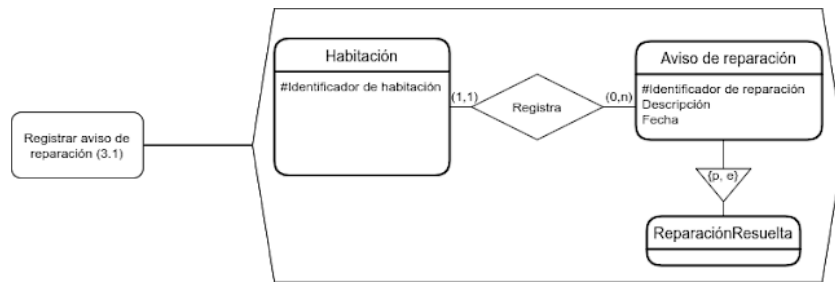 Habitación
#Identificador de habitación
Registrar aviso de
reparación (3.1)
(1,1)
Registra
(0,n)
Aviso de reparación
#Identificador de reparación
Descripción
Fecha
{p, e}
ReparaciónResuelta